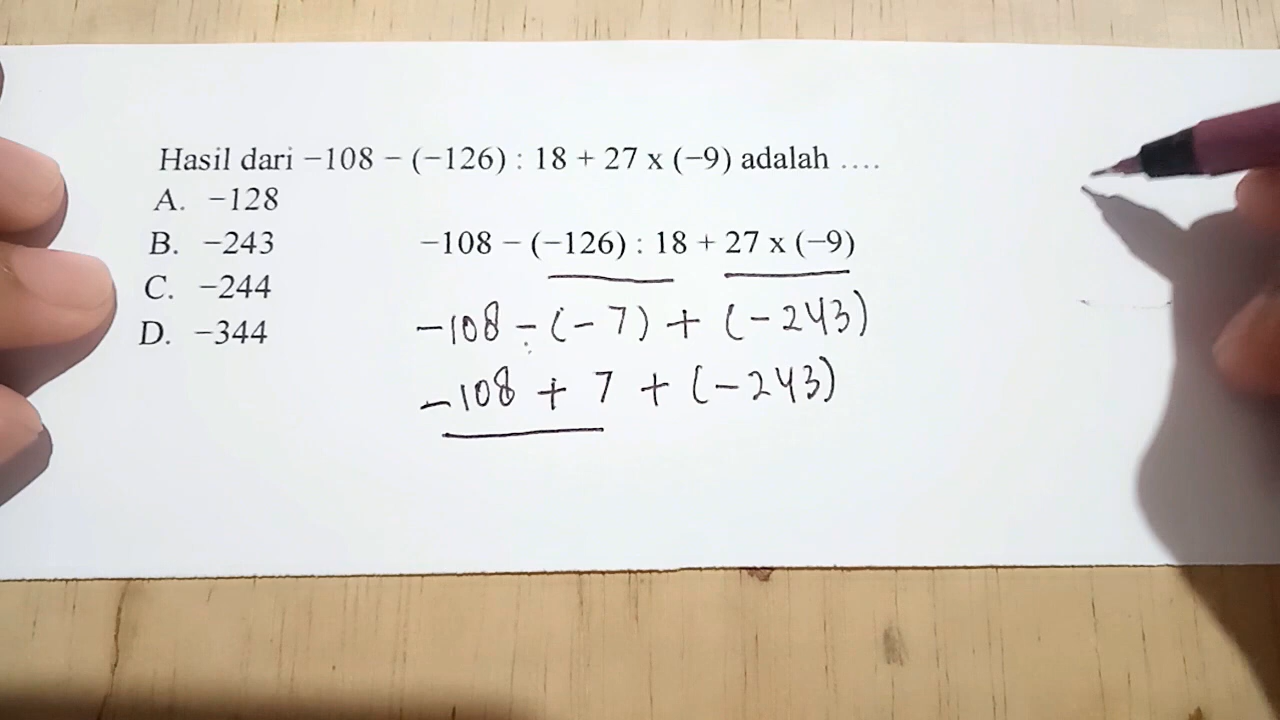 Hasil dari −108 − (−126) : 18 + 27 x (−9) adalah ….
A. −128
B. −243
C. −244
D. −344
−108 − (−126) : 18 + 27 x (−9)
−108 − (−7) + (−243)
−108 + 7 + (−243)